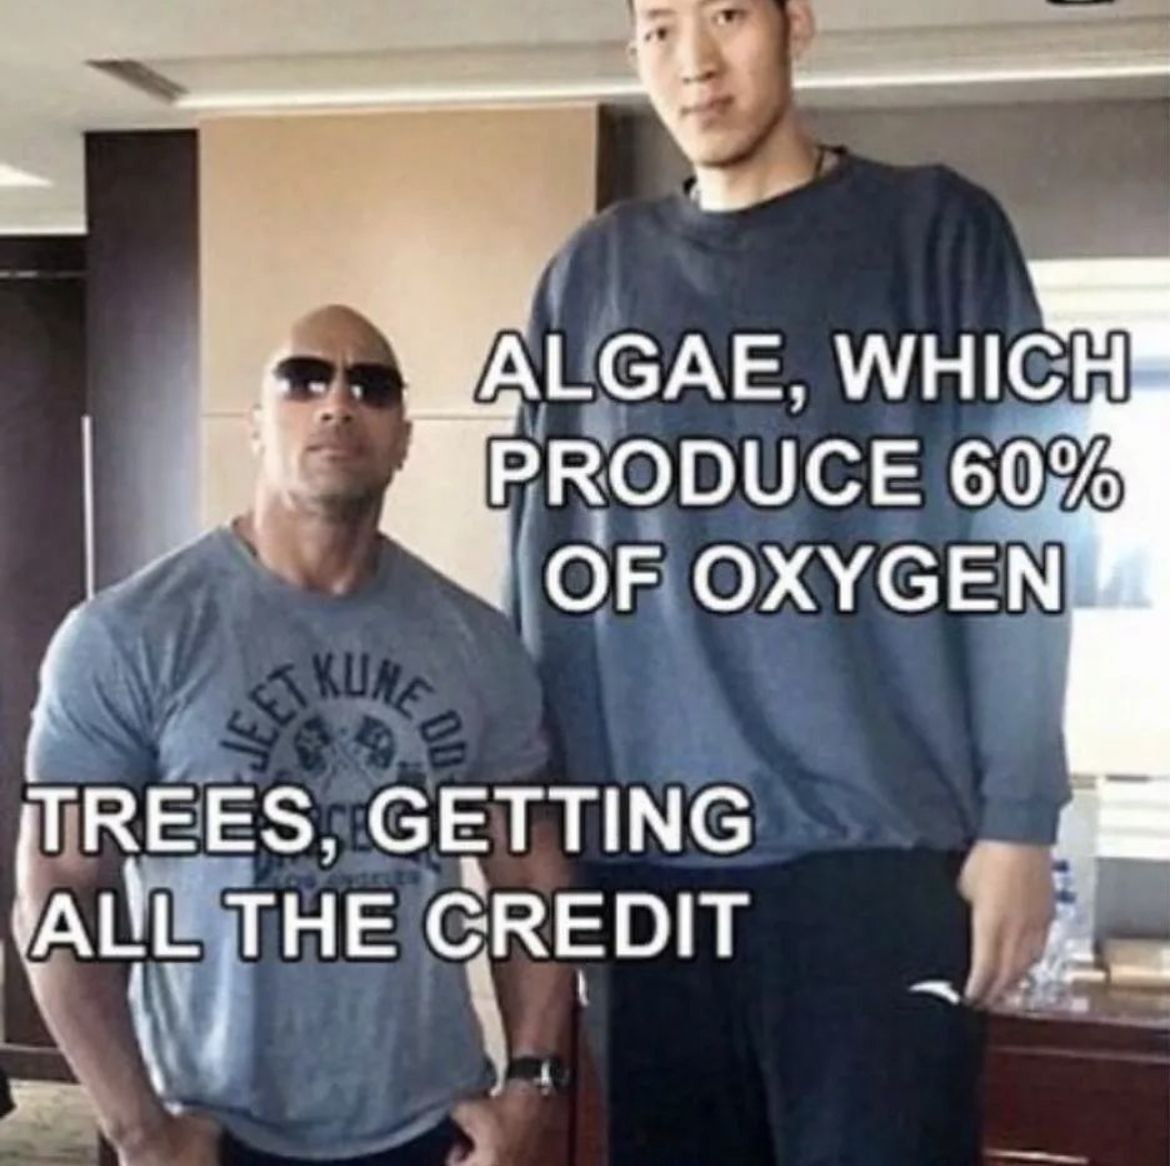 ALGAE, WHICH
PRODUCE 60%
OF OXYGEN
JEET KUNE DO
TREES, GETTING
ALL THE CREDIT